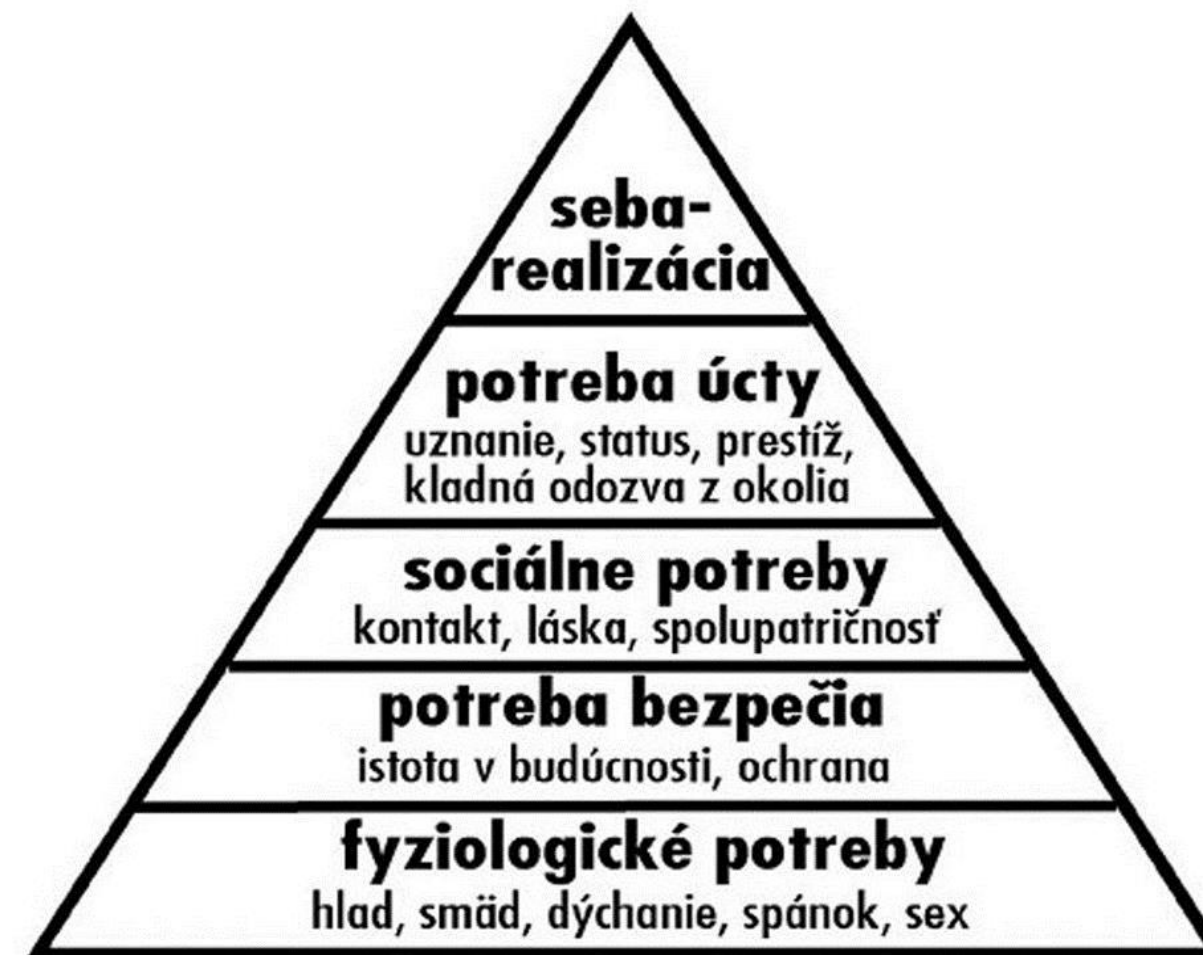 seba-
realizácia
potreba úcty
uznanie, status, prestíž,
kladná odozva z okolia
sociálne potreby
kontakt, láska, spolupatričnosť
potreba bezpečia
istota v budúcnosti, ochrana
fyziologické potreby
hlad, smäd, dýchanie, spánok, sex